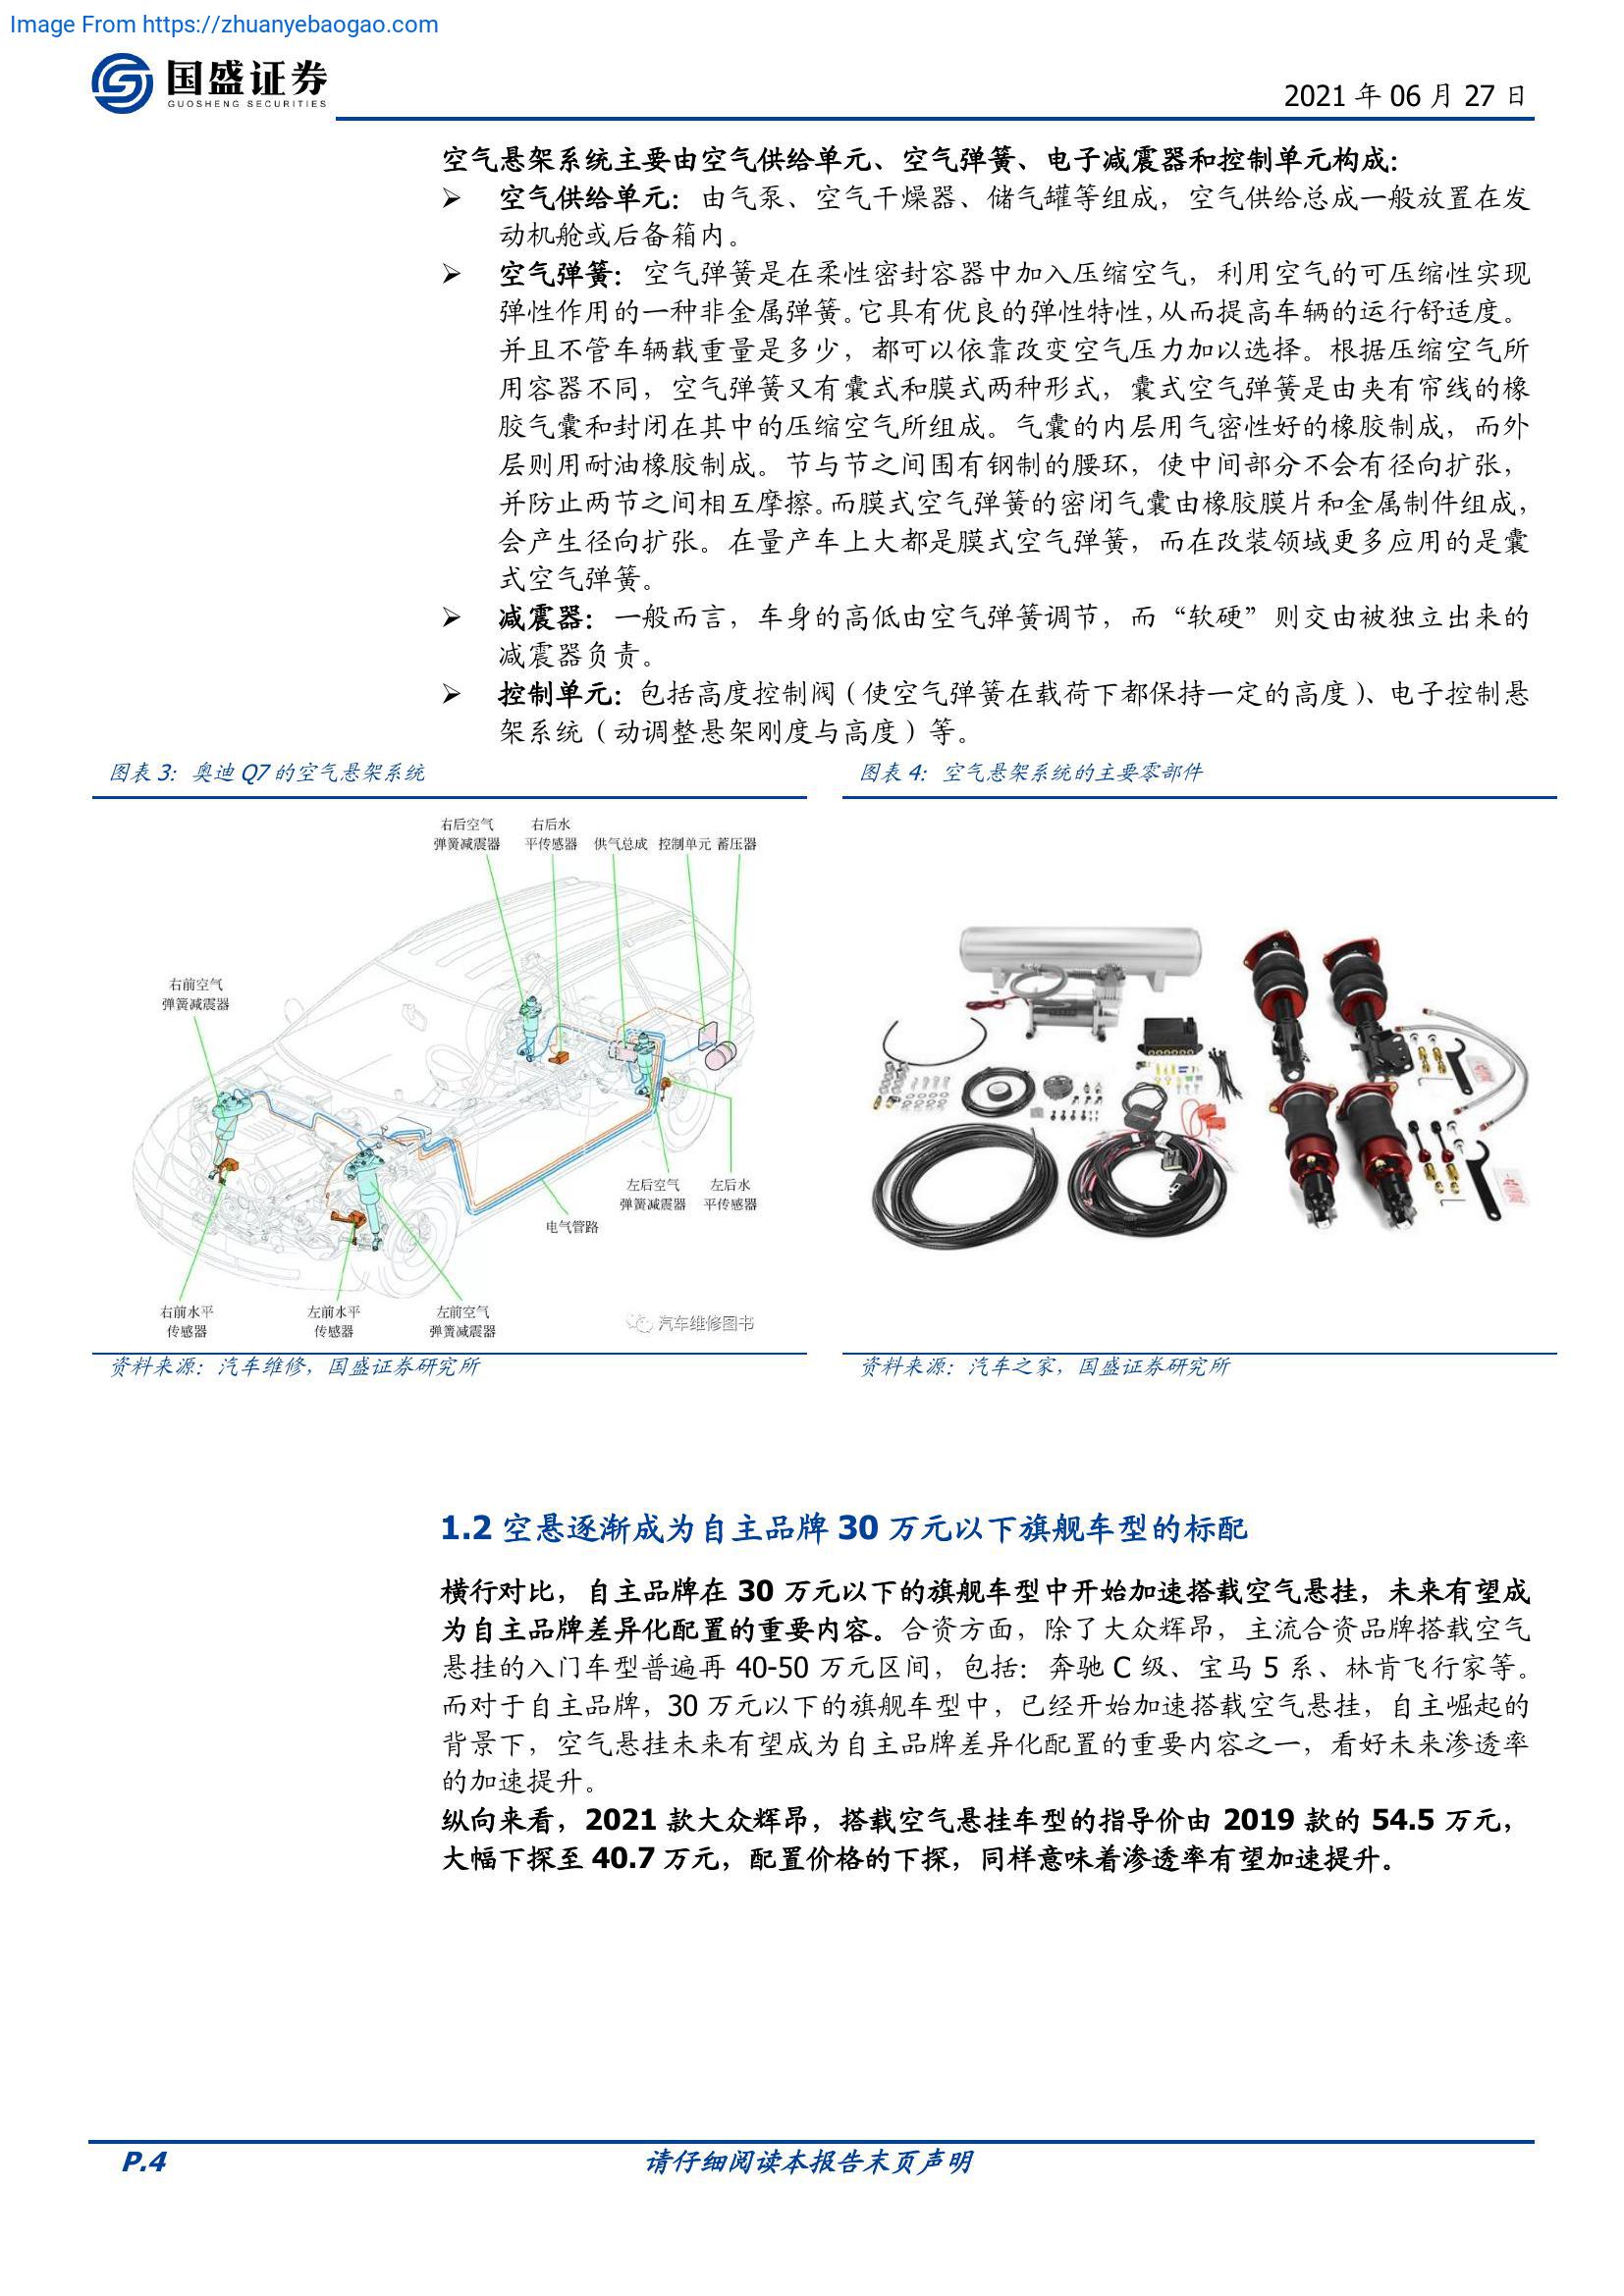 Image From https://zhuanyebaogao.com
国盛证券
GUOSHENG SECURITIES
2021 年 06 月 27 日
空气悬架系统主要由空气供给单元、空气弹簧、电子减震器和控制单元构成：
➢ 空气供给单元：由气泵、空气干燥器、储气罐等组成，空气供给总成一般放置在发
动机舱或后备箱内。
➢ 空气弹簧：空气弹簧是在柔性密封容器中加入压缩空气，利用空气的可压缩性实现
弹性作用的一种非金属弹簧。它具有优良的弹性特性，从而提高车辆的运行舒适度。
并且不管车辆载重量是多少，都可以依靠改变空气压力加以选择。根据压缩空气所
用容器不同，空气弹簧又有囊式和膜式两种形式，囊式空气弹簧是由夹有帘线的橡
胶气囊和封闭在其中的压缩空气所组成。气囊的内层用气密性好的橡胶制成，而外
层则用耐油橡胶制成。节与节之间围有钢制的腰环，使中间部分不会有径向扩张，
并防止两节之间相互摩擦。而膜式空气弹簧的密闭气囊由橡胶膜片和金属制件组成，
会产生径向扩张。在量产车上大都是膜式空气弹簧，而在改装领域更多应用的是囊
式空气弹簧。
➢ 减震器：一般而言，车身的高低由空气弹簧调节，而“软硬”则交由被独立出来的
减震器负责。
➢ 控制单元：包括高度控制阀（使空气弹簧在载荷下都保持一定的高度）、电子控制悬
架系统（动调整悬架刚度与高度）等。
图表 3：奥迪 Q7 的空气悬架系统
右后空气
弹簧减震器
右后水
平传感器
供气总成
控制单元
蓄压器
右前空气
弹簧减震器
左后空气
弹簧减震器
左后水
平传感器
电气管路
右前水平
传感器
左前水平
传感器
左前空气
弹簧减震器
汽车维修图书
资料来源：汽车维修，国盛证券研究所
图表 4：空气悬架系统的主要零部件
资料来源：汽车之家，国盛证券研究所
1.2 空悬逐渐成为自主品牌 30 万元以下旗舰车型的标配
横行对比，自主品牌在 30 万元以下的旗舰车型中开始加速搭载空气悬挂，未来有望成
为自主品牌差异化配置的重要内容。合资方面，除了大众辉昂，主流合资品牌搭载空气
悬挂的入门车型普遍再 40-50 万元区间，包括：奔驰 C 级、宝马 5 系、林肯飞行家等。
而对于自主品牌，30 万元以下的旗舰车型中，已经开始加速搭载空气悬挂，自主崛起的
背景下，空气悬挂未来有望成为自主品牌差异化配置的重要内容之一，看好未来渗透率
的加速提升。
纵向来看，2021 款大众辉昂，搭载空气悬挂车型的指导价由 2019 款的 54.5 万元，
大幅下探至 40.7 万元，配置价格的下探，同样意味着渗透率有望加速提升。
P.4
请仔细阅读本报告末页声明